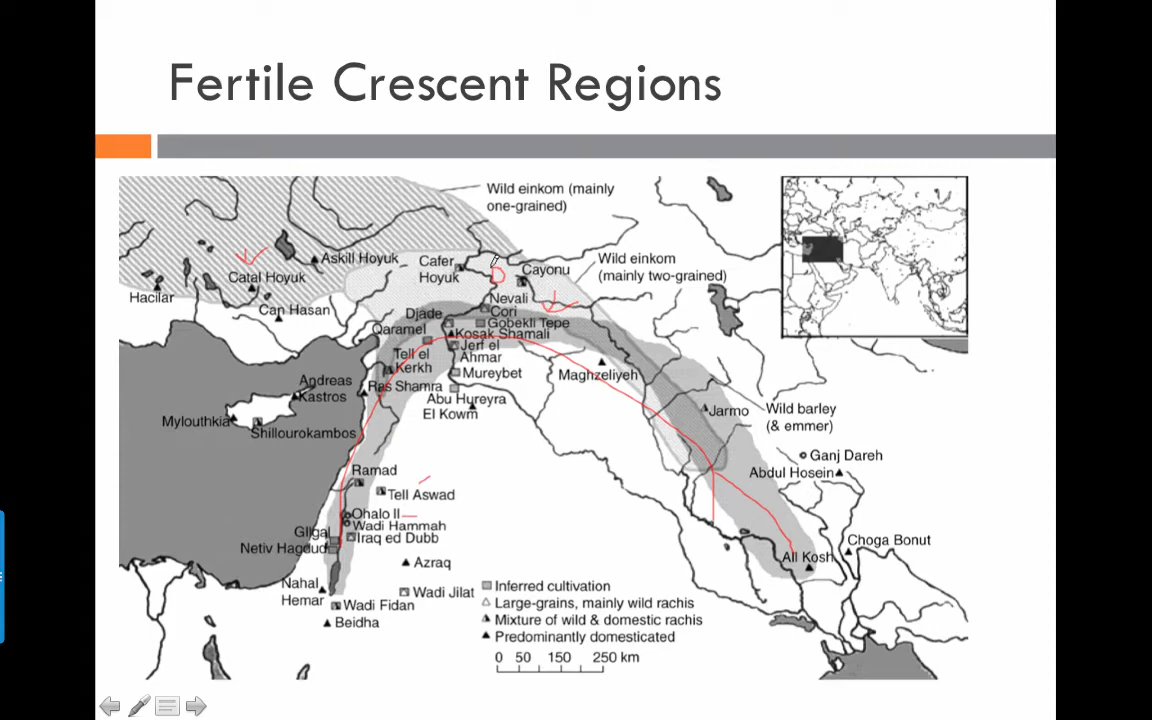 Fertile Crescent Regions
Wild einkorn (mainly
one-grained)
Askill Hoyuk
Catal Hoyuk
Hacilar
Can Hasan
Cafer
Hoyuk
Cayonu
Wild einkorn
(mainly two-grained)
Nevali
Cori
Djade
Gobekli Tepe
Qaramel
Kosak Shamali
Jerf el
Ahmar
Tell el
Kerkh
Mureybet
Maghzeliyeh
Andreas
Kastros
Ras Shamra
Abu Hureyra
El Kowm
Jarmo
Wild barley
(& emmer)
Mylouthkia
Shillourokambos
Ganj Dareh
Abdul Hosein
Ramad
Tell Aswad
Ohalo II
Wadi Hammah
Gilgal
Iraq ed Dubb
Netiv Hagdud
Choga Bonut
Ali Kosh
Azraq
Nahal
Hemar
Wadi Jilat
Wadi Fidan
Beidha
Inferred cultivation
Large-grains, mainly wild rachis
Mixture of wild & domestic rachis
Predominantly domesticated
0 50 150 250 km